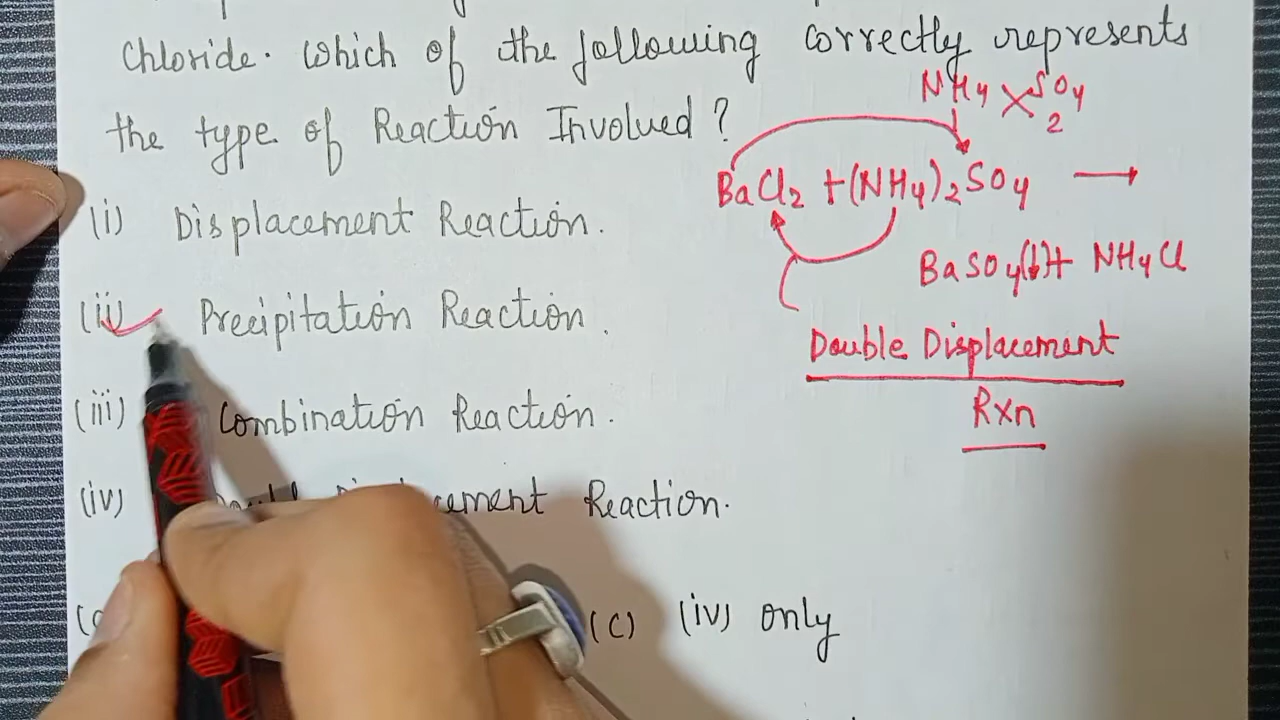 Chloride. Which of the following correctly represents
the type of Reaction Involved?
NH4 SO4
2
BaCl2 + (NH4)2SO4 →
BaSO4(↓)+ NH4Cl
Double Displacement
Rxn
(i) Displacement Reaction.
(ii) Precipitation Reaction.
(iii) Combination Reaction.
(iv) Reaction.
(c) (iv) only